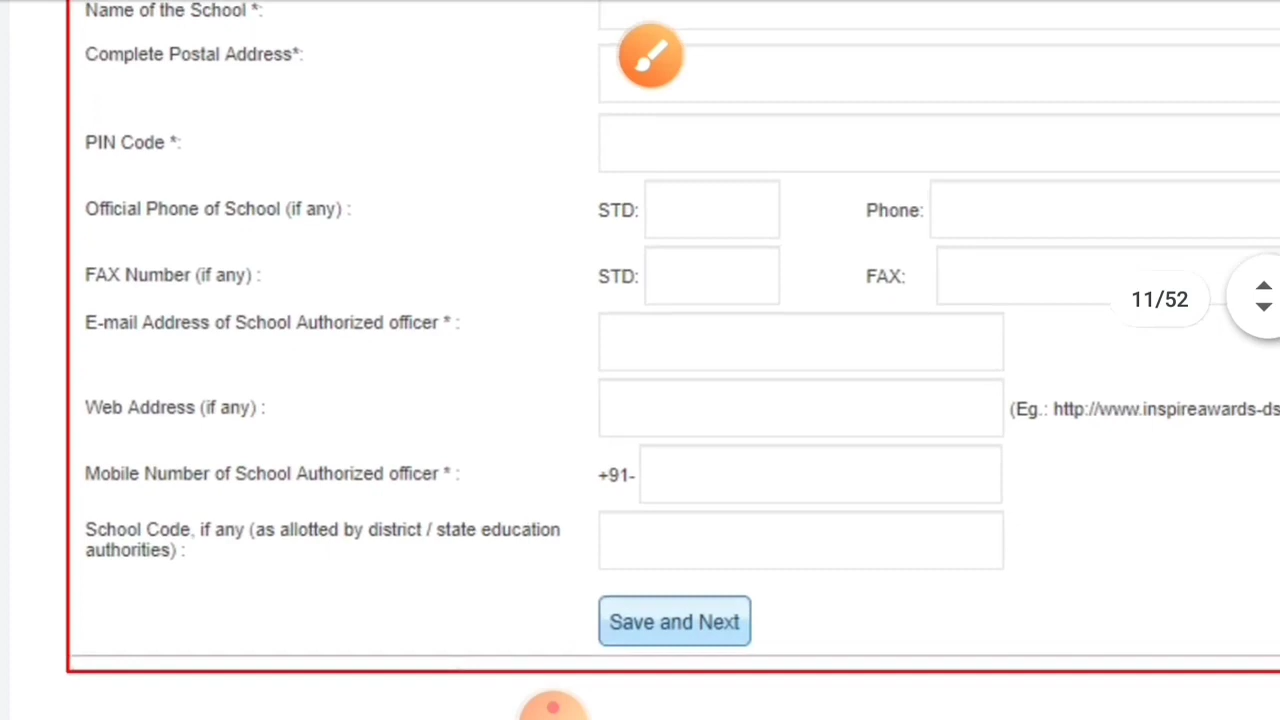 Name of the School *:
Complete Postal Address*:
PIN Code *:
Official Phone of School (if any) : STD: Phone:
FAX Number (if any) : STD: FAX:
11/52
E-mail Address of School Authorized officer * :
Web Address (if any) : (Eg.: http://www.inspireawards-ds
Mobile Number of School Authorized officer * : +91-
School Code, if any (as allotted by district / state education
authorities) :
Save and Next